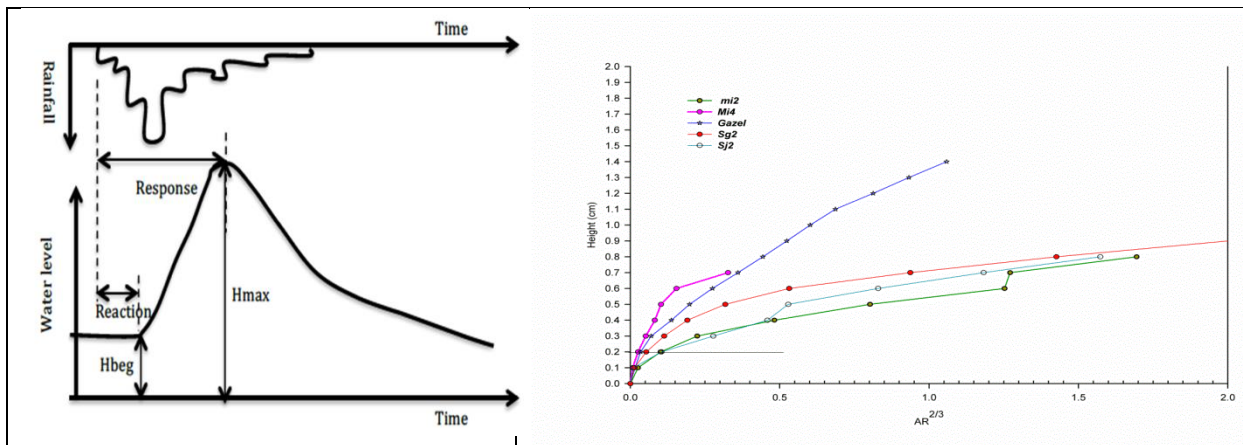 Time
Rainfall
Response
Water level
Reaction
Hmax
Hbeg
Time
2.0
1.9
1.8
1.7
1.6
1.5
1.4
1.3
1.2
1.1
1.0
0.9
0.8
0.7
0.6
0.5
0.4
0.3
0.2
0.1
0.0
Height (cm)
mi2
Mi4
Gazel
Sg2
Sj2
0.0 0.5 1.0 1.5 2.0
AR^2/3